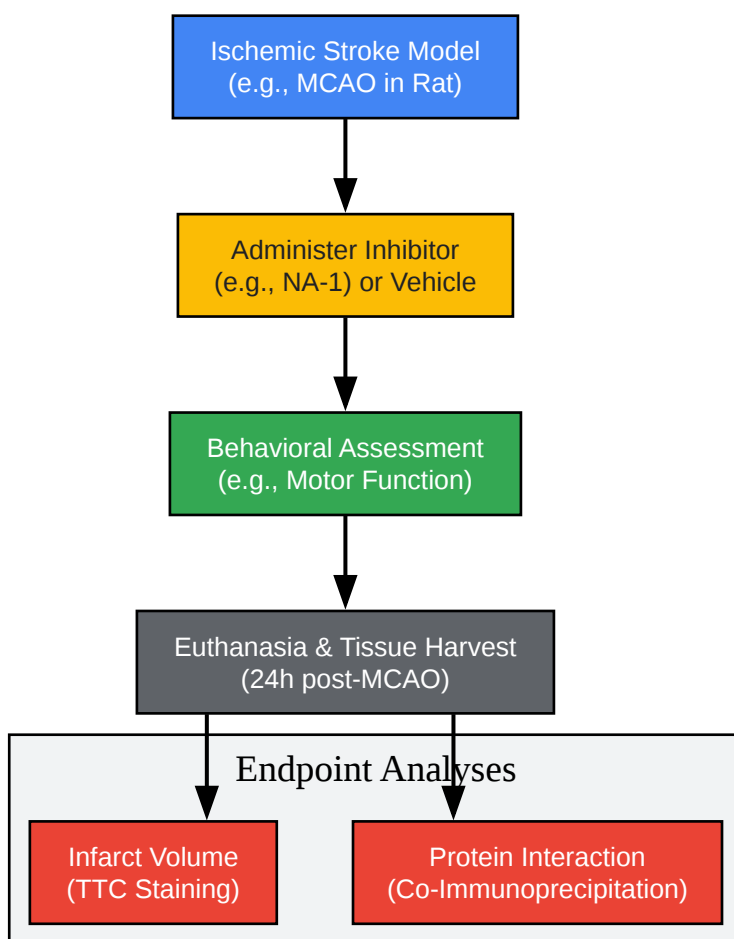 Ischemic Stroke Model
(e.g., MCAO in Rat)
Administer Inhibitor
(e.g., NA-1) or Vehicle
Behavioral Assessment
(e.g., Motor Function)
Euthanasia & Tissue Harvest
(24h post-MCAO)
Endpoint Analyses
Infarct Volume
(TTC Staining)
Protein Interaction
(Co-Immunoprecipitation)